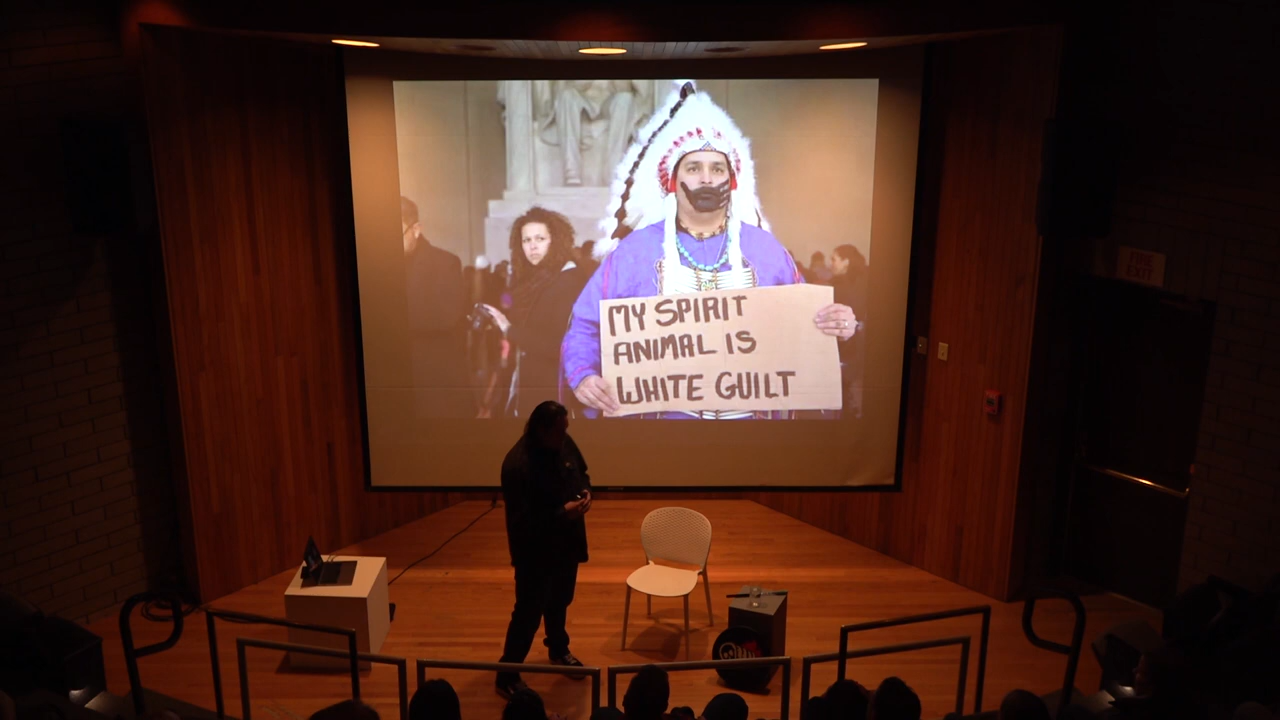 MY SPIRIT
ANIMAL IS
WHITE GUILT
FIRE
EXIT